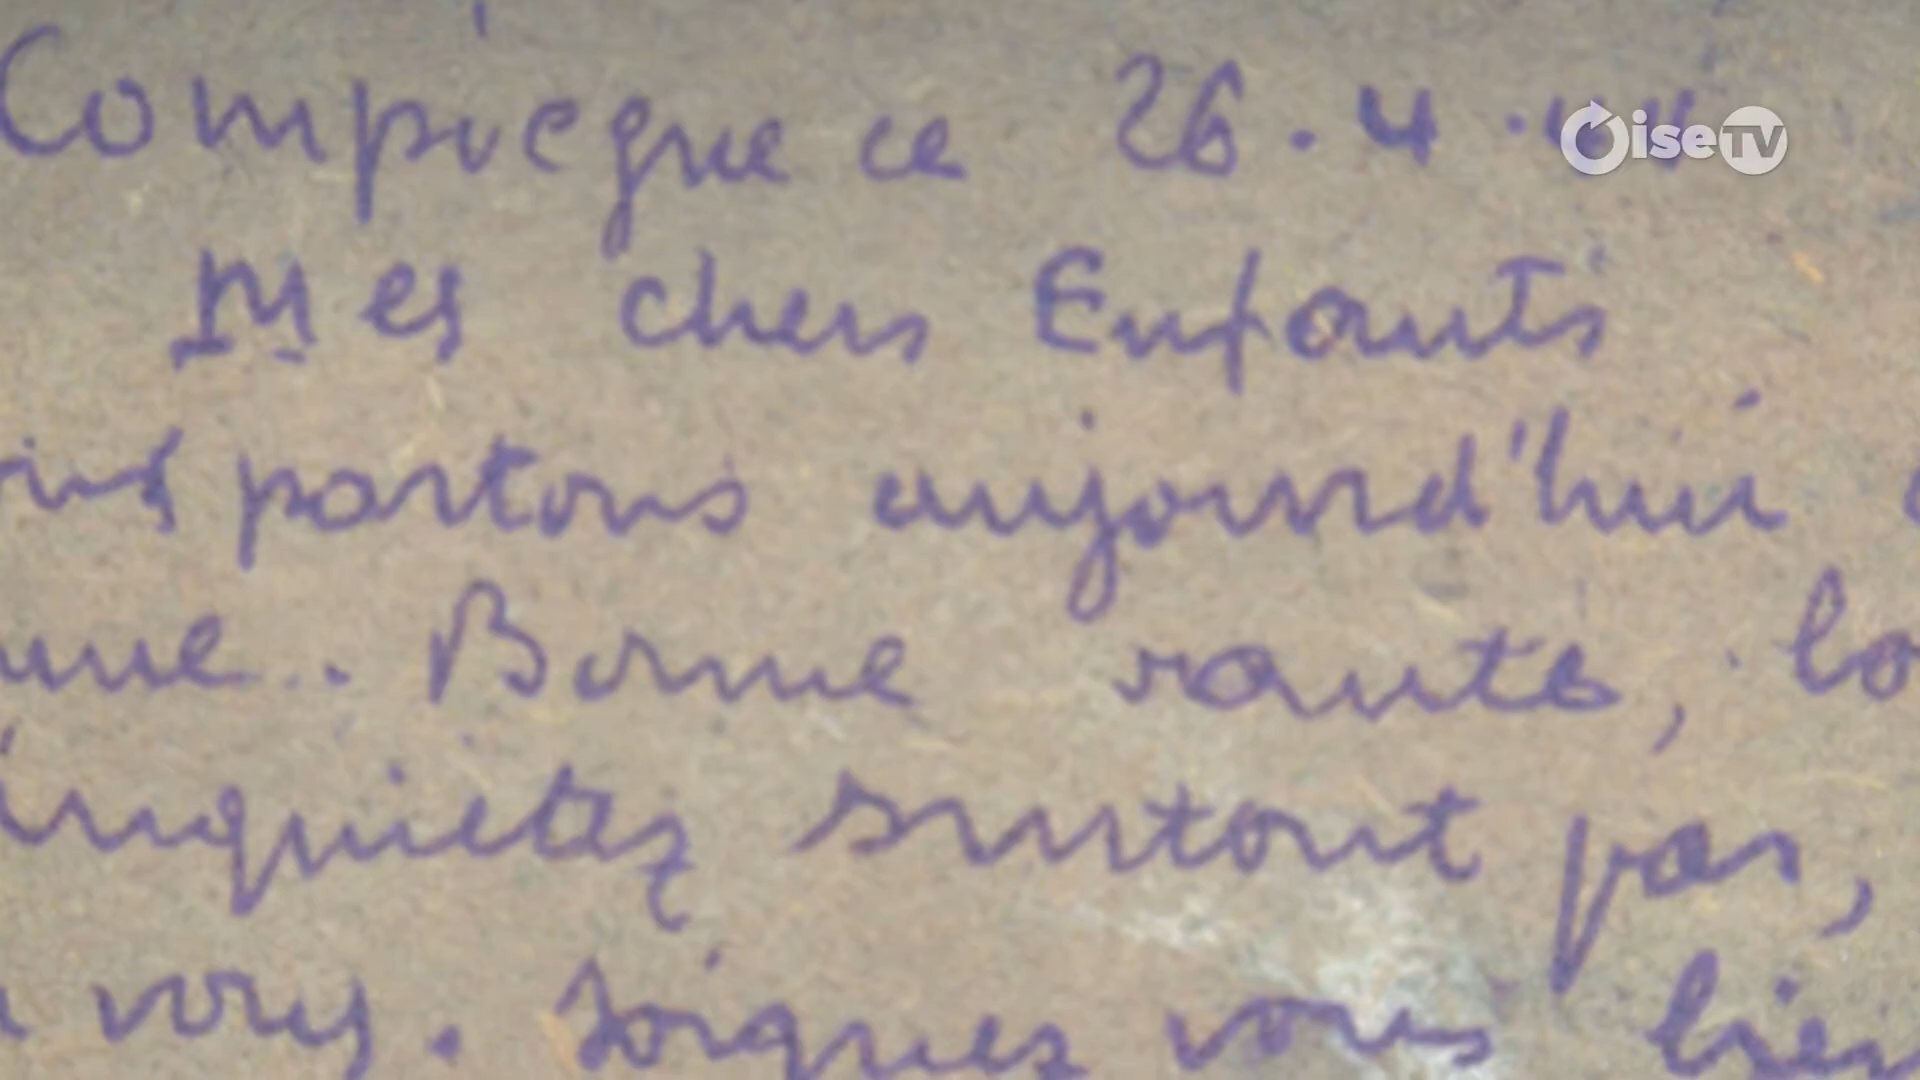 Compiègne ce 26.4.44
OiseTV
Mes chers Enfants
partons aujourd'hui
Bonne santé,
inquietez surtout pas,
vous. Soignez vous bien